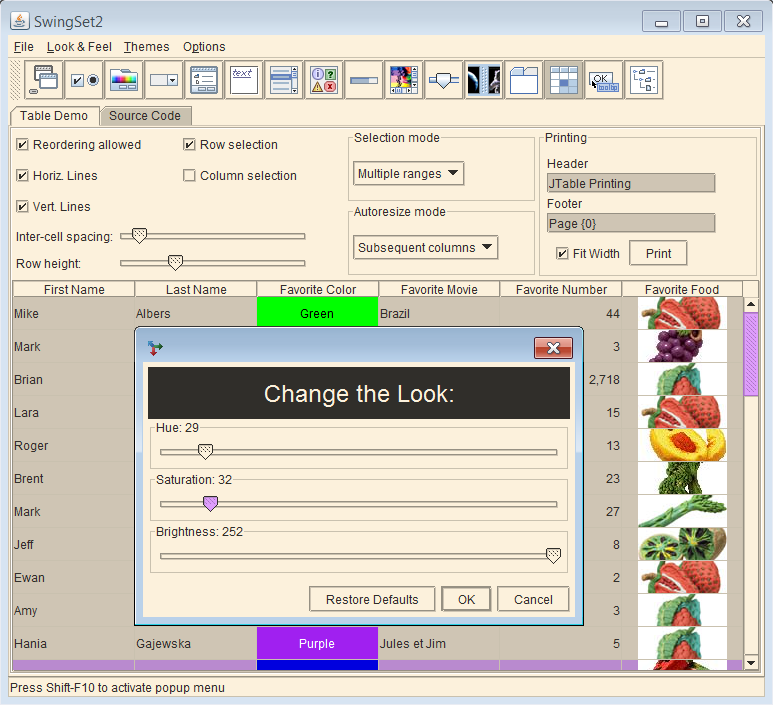 SwingSet2
File Look & Feel Themes Options
text
OK
tooltip
Table Demo Source Code
Reordering allowed
Row selection
Horiz. Lines
Column selection
Vert. Lines
Inter-cell spacing:
Row height:
Selection mode
Multiple ranges
Autoresize mode
Subsequent columns
Printing
Header
JTable Printing
Footer
Page {0}
Fit Width Print
First Name Last Name Favorite Color Favorite Movie Favorite Number Favorite Food
Mike Albers Green Brazil 44
Mark 3
Brian 2,718
Lara 15
Roger 13
Brent 23
Mark 27
Jeff 8
Ewan 2
Amy 3
Hania Gajewska Purple Jules et Jim 5
Change the Look:
Hue: 29
Saturation: 32
Brightness: 252
Restore Defaults OK Cancel
Press Shift-F10 to activate popup menu